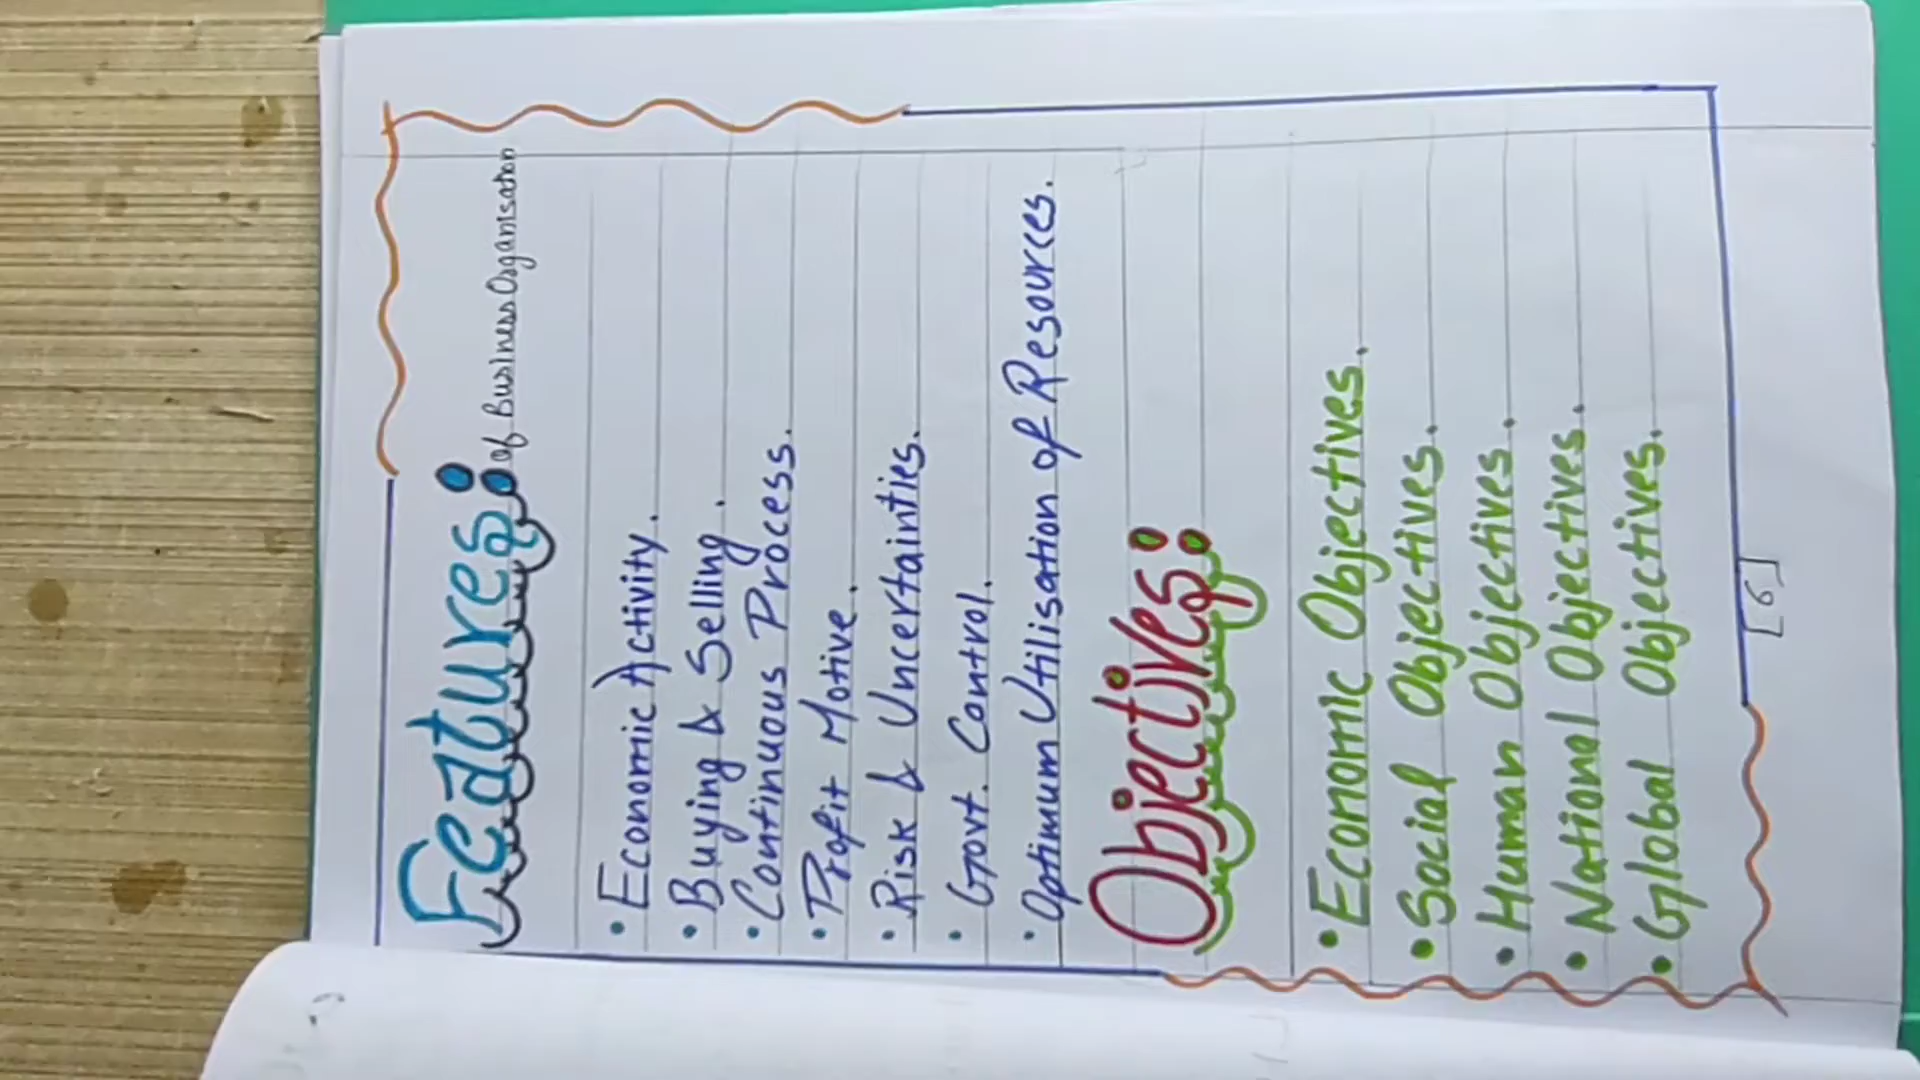 Features:
of Business Organisation
• Economic Activity.
• Buying & Selling.
• Continuous Process.
• Profit Motive.
• Risk & Uncertainties.
• Govt. Control.
• Optimum Utilisation of Resources.
Objectives:
• Economic Objectives.
• Social Objectives.
• Human Objectives.
• National Objectives.
• Global Objectives.
[6]